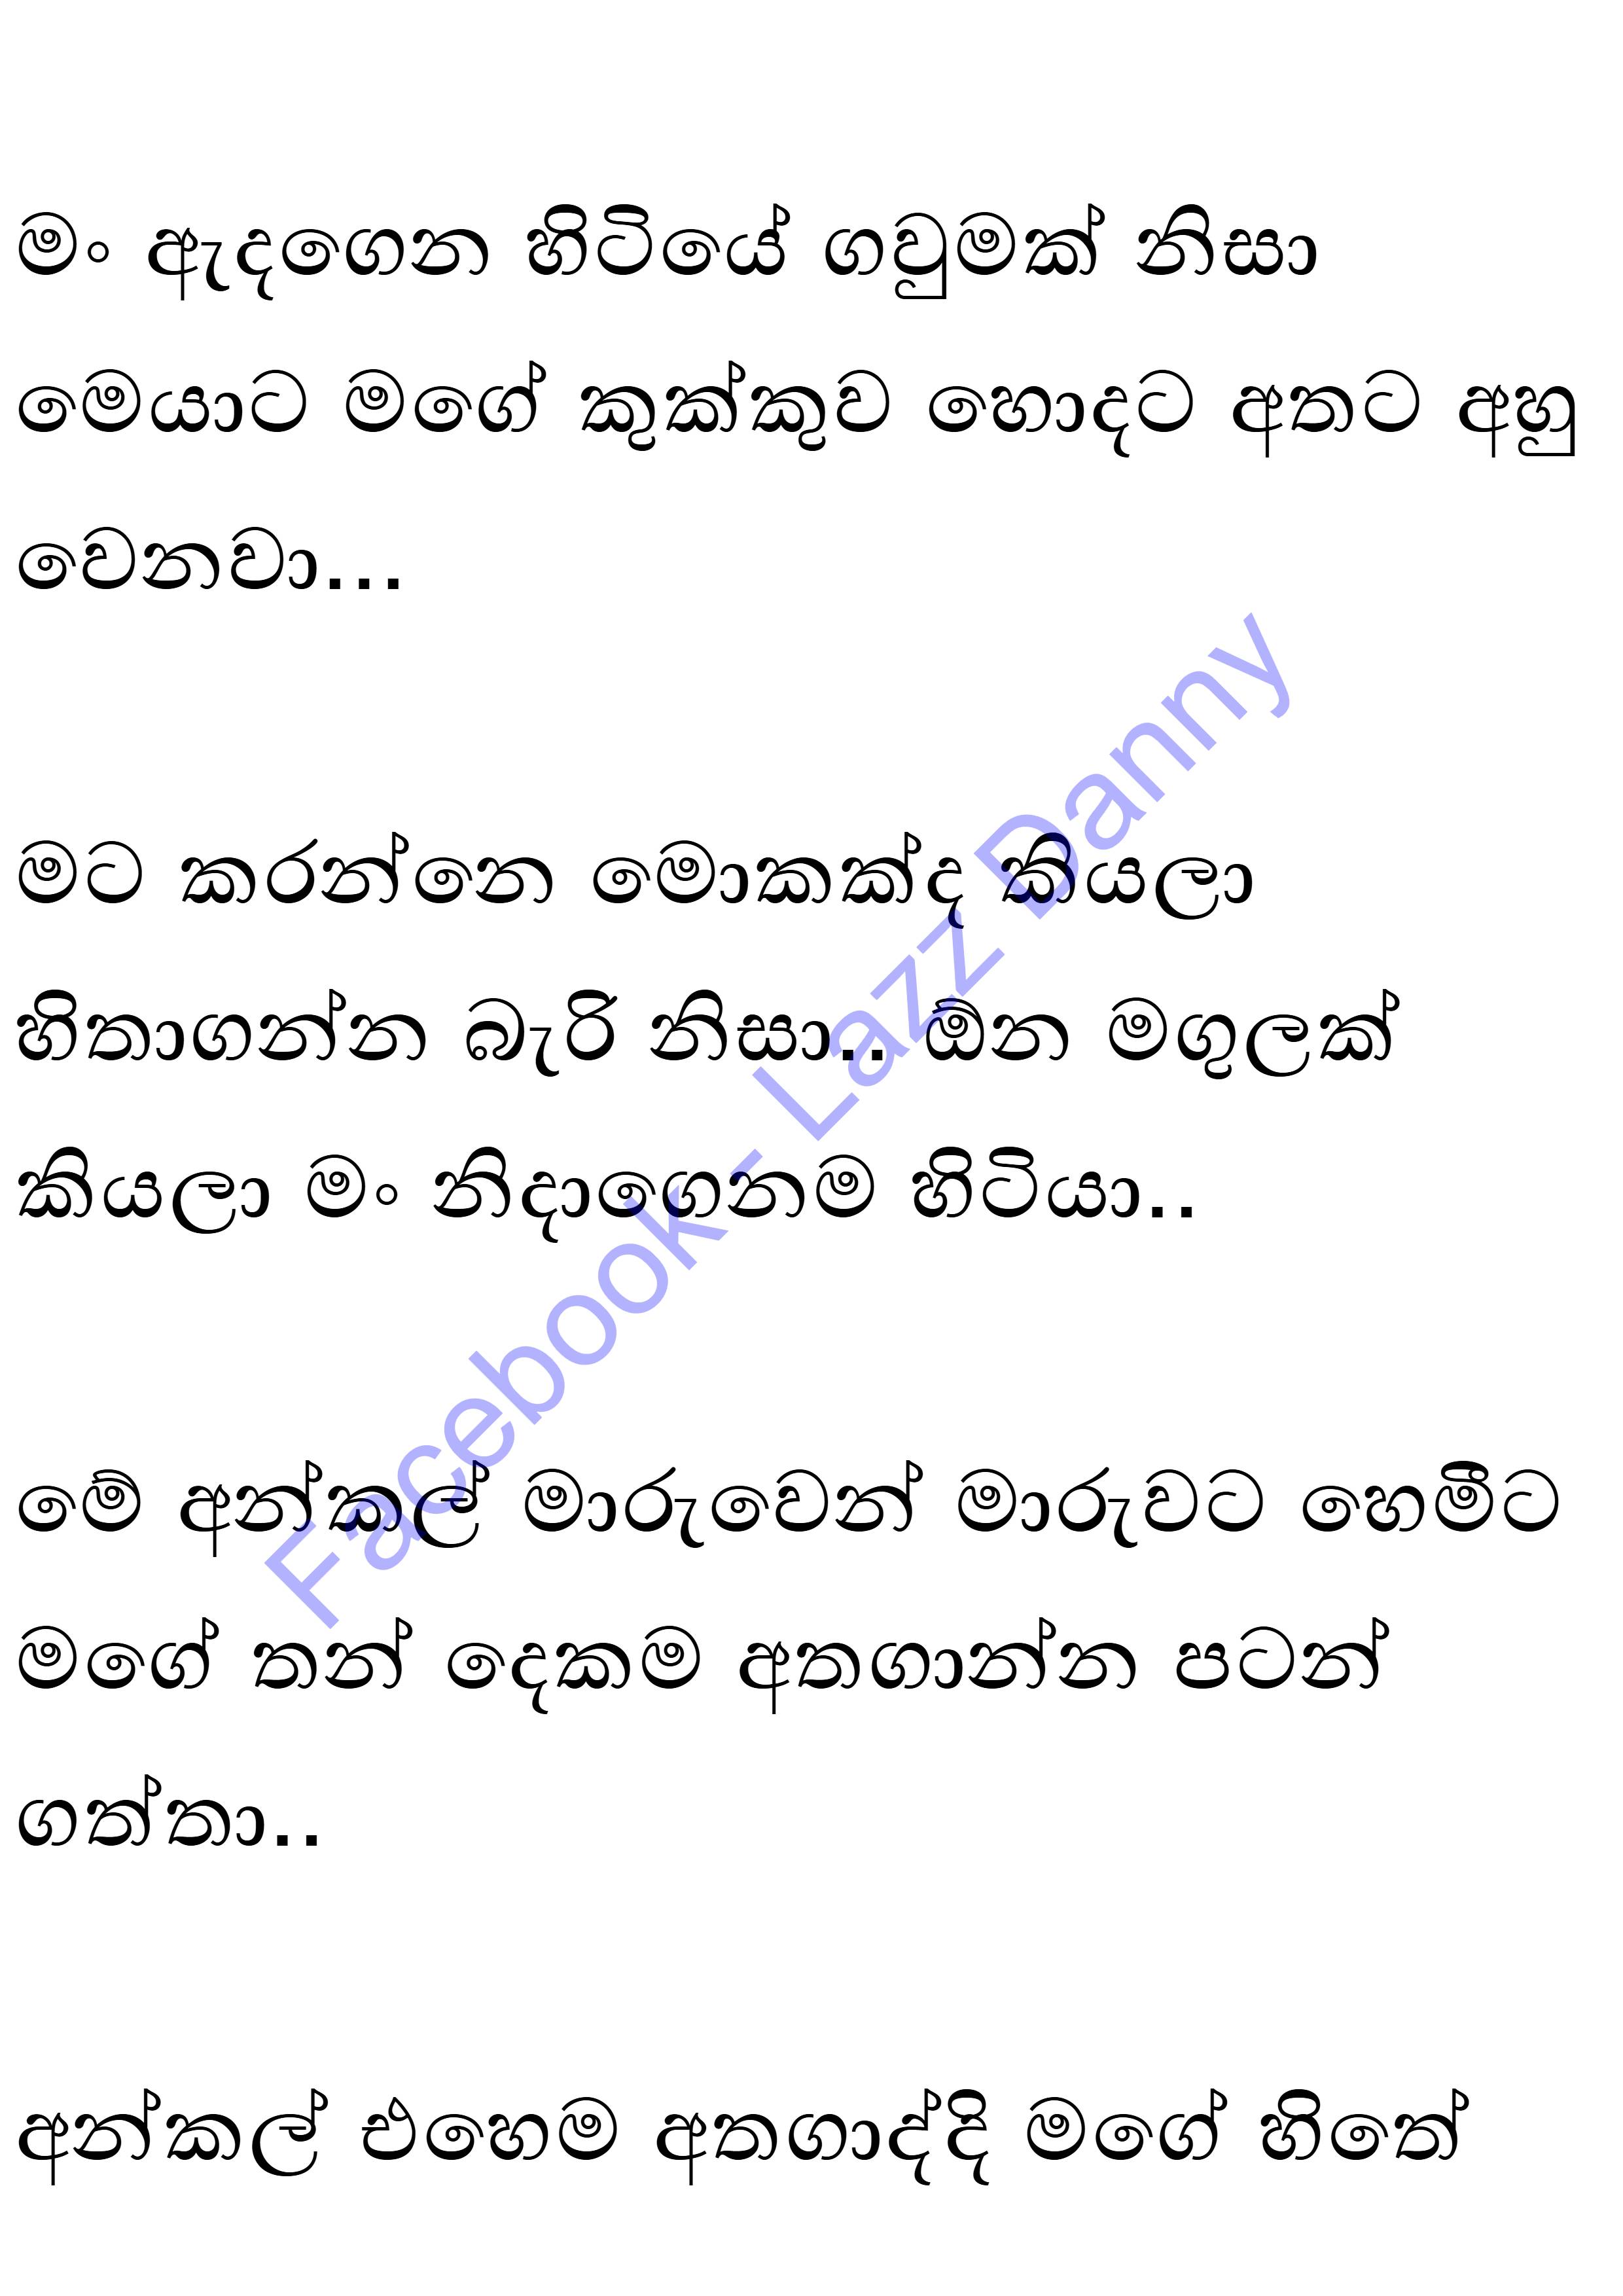 මං ඇදගෙන හිටියේ ගවුමක් නිසා
මෙයාට මගේ කුක්කුව හොදට අතට අහු
වෙනවා...
මට කරන්නෙ මොකක්ද කියලා
හිතාගන්න බැරි නිසා.. ඕන මගුලක්
කියලා මං නිදාගෙනම හිටියා..
මේ අන්කල් මාරුවෙන් මාරුවට හෙමීට
මගේ තන් දෙකම අතගාන්න පටන්
ගත්තා..
අන්කල් එහෙම අතගාද්දි මගේ හිතේ
Facebook - Lazz Danny